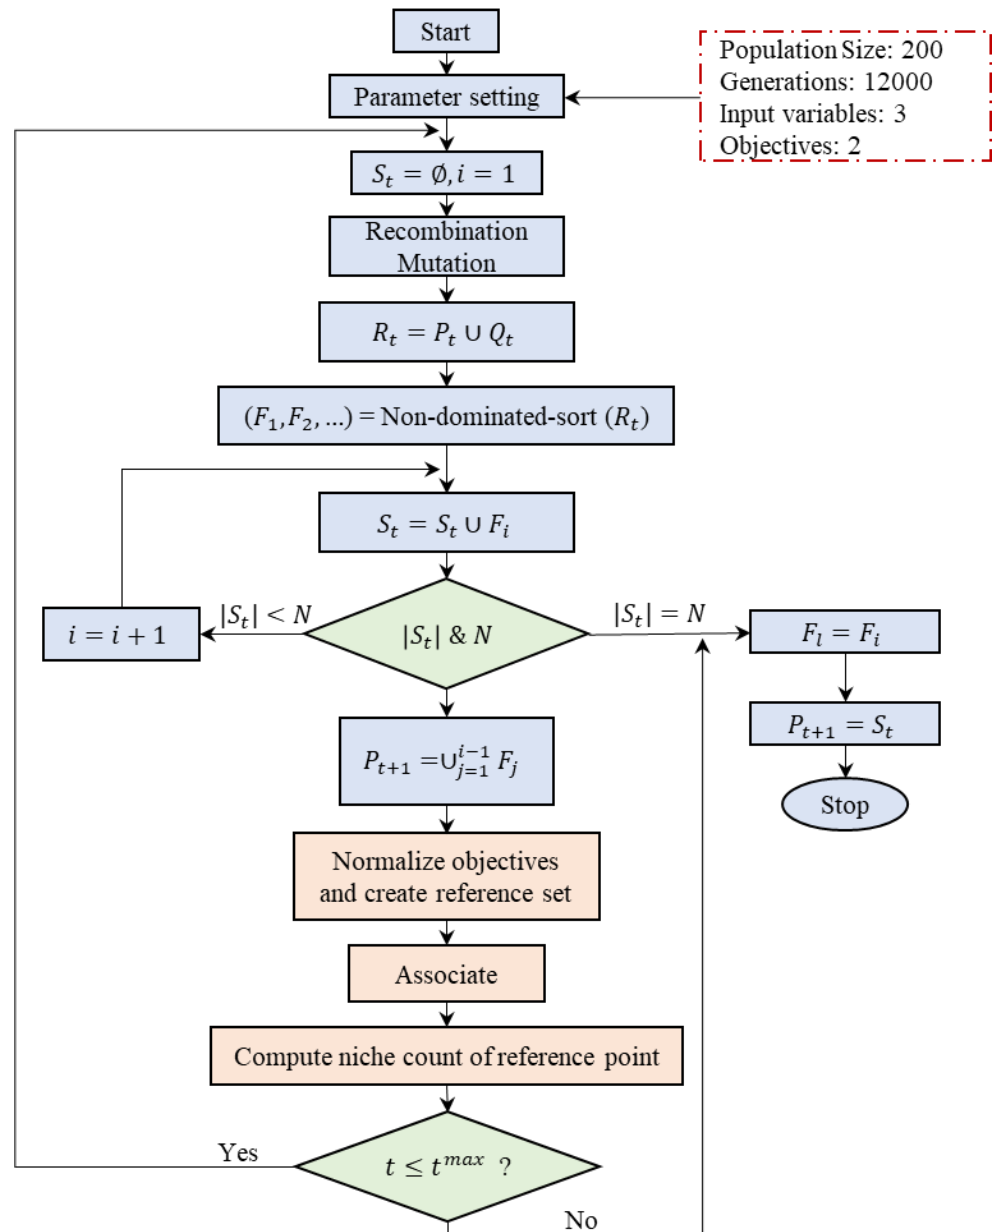 Start
Population Size: 200
Generations: 12000
Input variables: 3
Objectives: 2
Parameter setting
S_t = ∅, i = 1
Recombination
Mutation
R_t = P_t ∪ Q_t
(F_1, F_2, …) = Non-dominated-sort (R_t)
S_t = S_t ∪ F_i
i = i + 1
|S_t| < N
|S_t| & N
|S_t| = N
F_l = F_i
P_{t+1} = ∪_{j=1}^{i−1} F_j
P_{t+1} = S_t
Stop
Normalize objectives
and create reference set
Associate
Compute niche count of reference point
Yes
t ≤ t^{max} ?
No